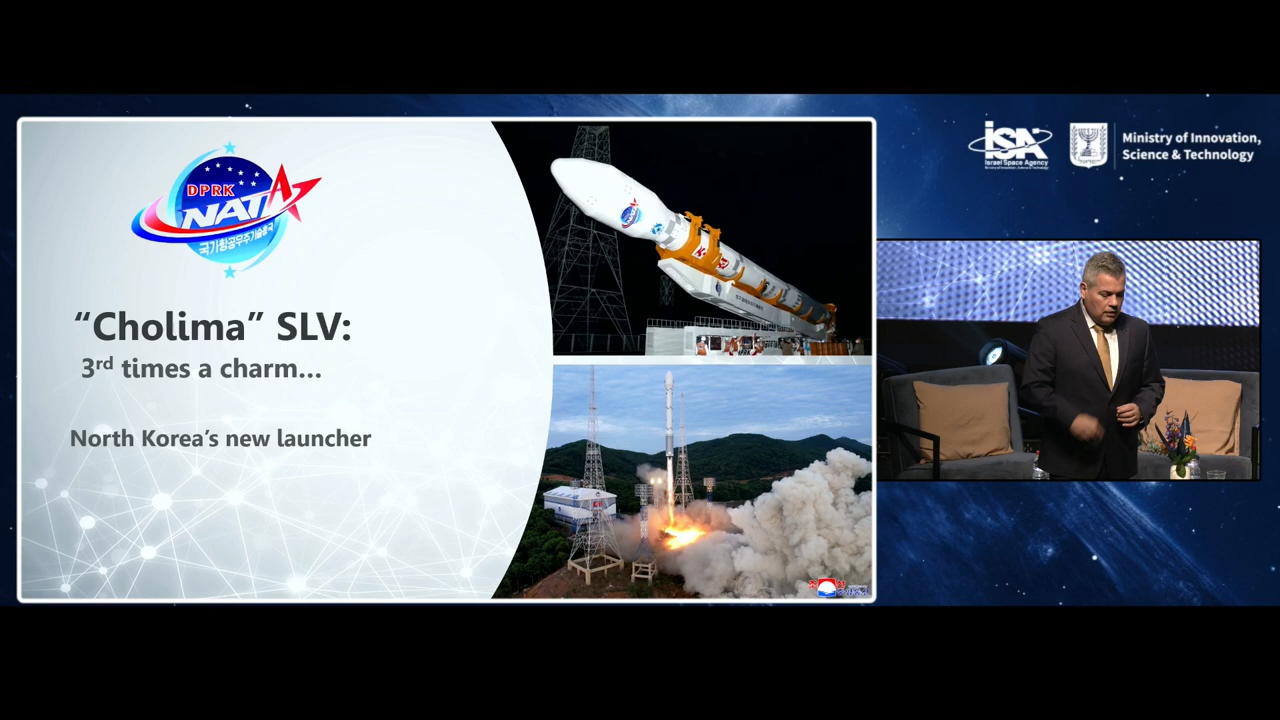 DPRK
NATA
국가항공우주기술총국
“Cholima” SLV:
3rd times a charm...
North Korea’s new launcher
iSA
Israel Space Agency
Ministry of Innovation,
Science & Technology